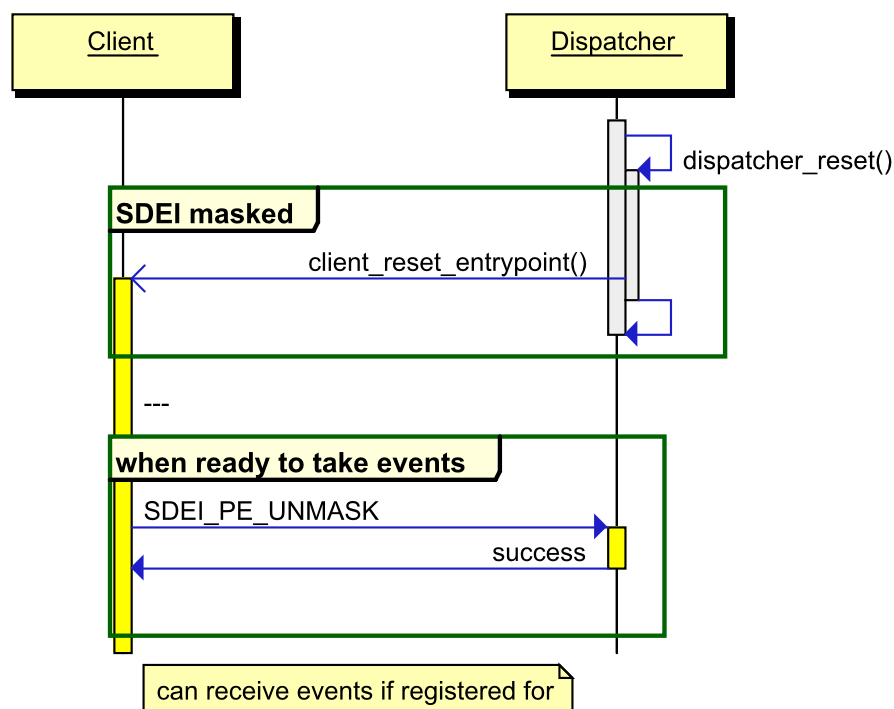 Client
Dispatcher
dispatcher_reset()
SDEI masked
client_reset_entrypoint()
---
when ready to take events
SDEI_PE_UNMASK
success
can receive events if registered for